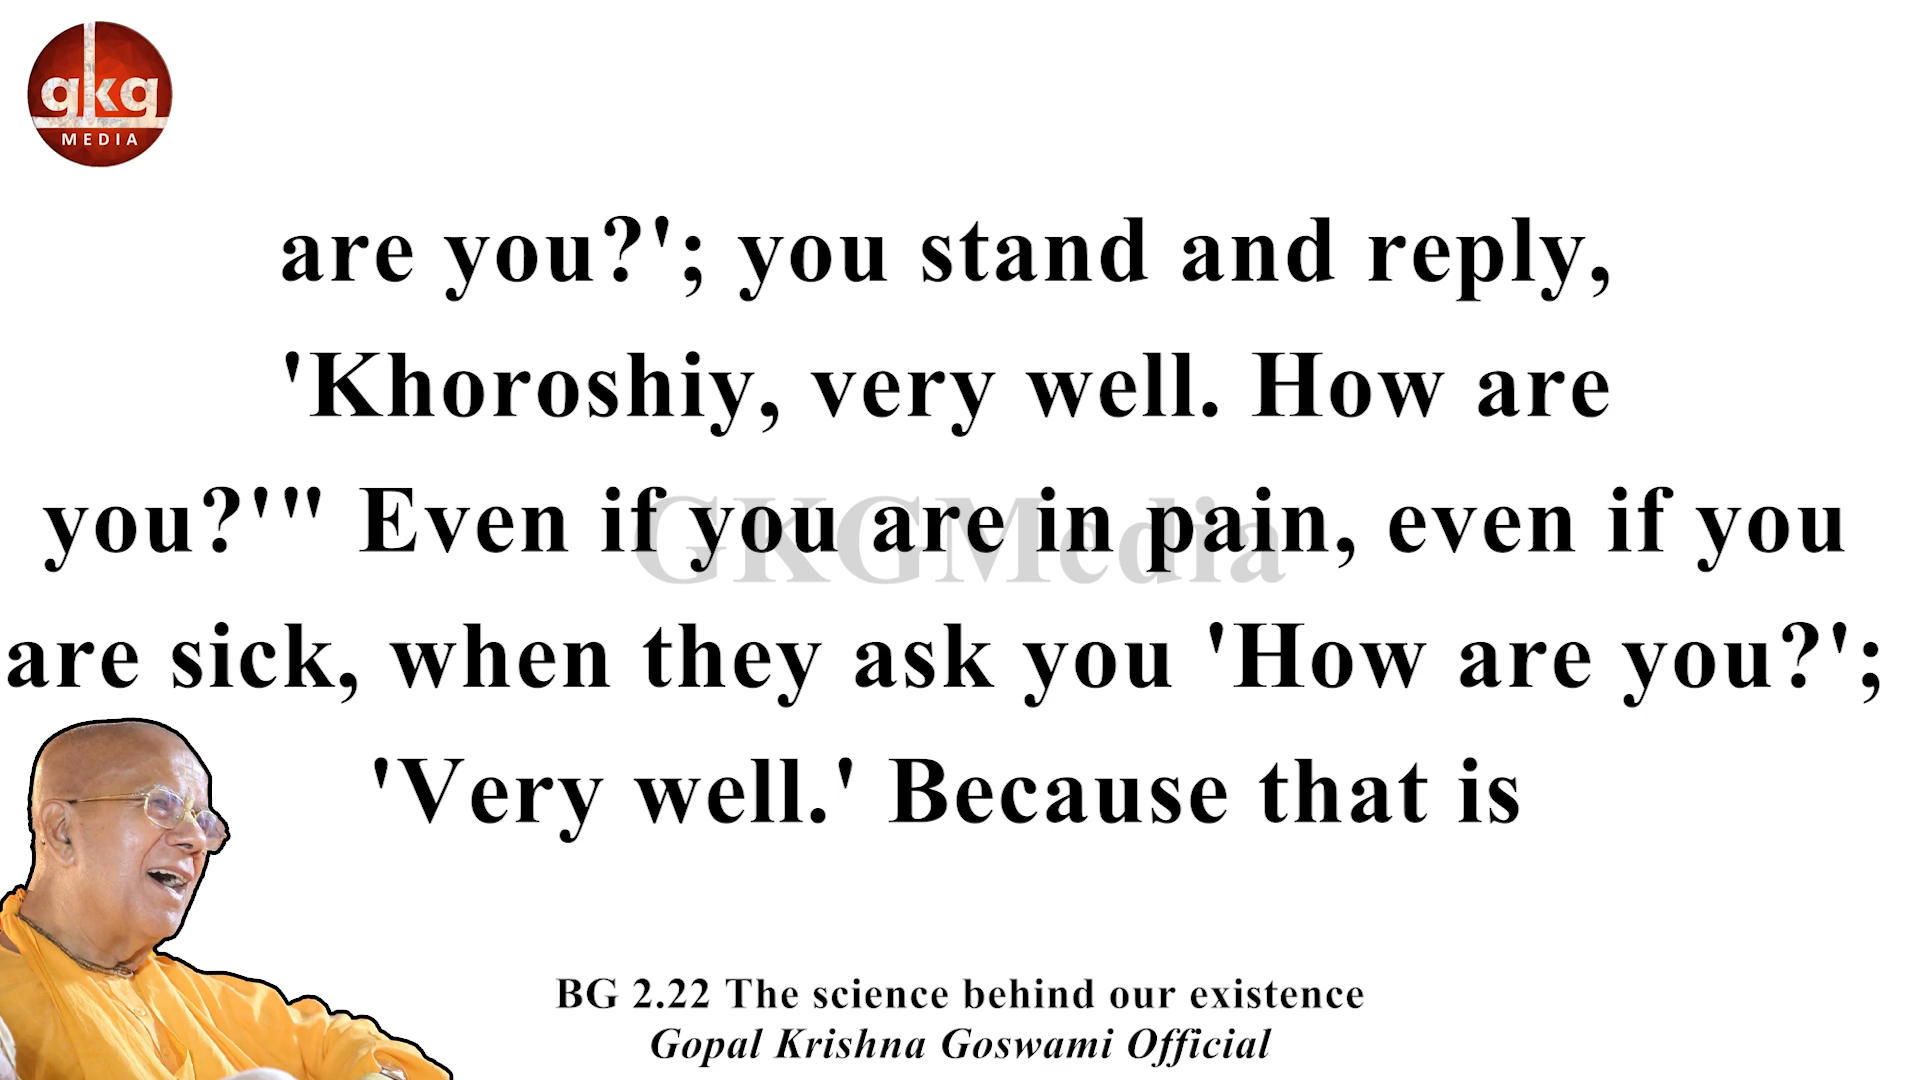 gkg
MEDIA
are you?'; you stand and reply,
'Khoroshiy, very well. How are
you?'" Even if you are in pain, even if you
GKGMedia
are sick, when they ask you 'How are you?';
'Very well.' Because that is
BG 2.22 The science behind our existence
Gopal Krishna Goswami Official